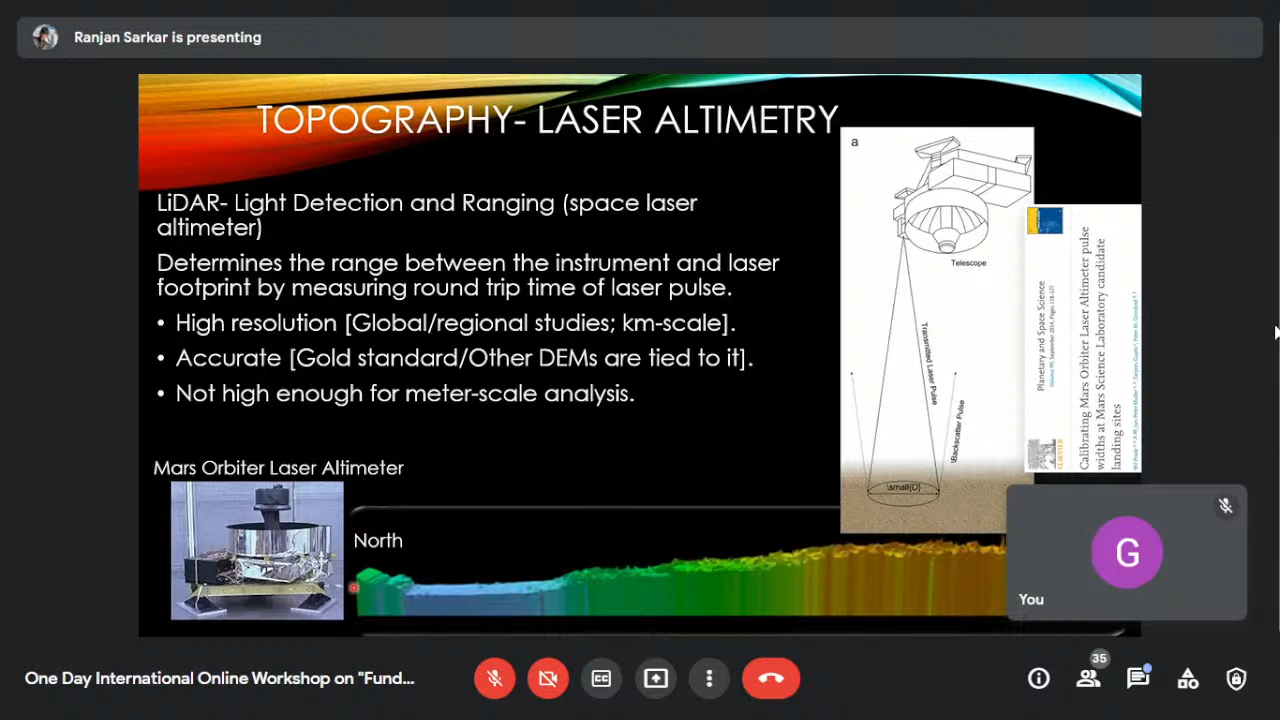 Ranjan Sarkar is presenting
TOPOGRAPHY- LASER ALTIMETRY
LiDAR- Light Detection and Ranging (space laser
altimeter)
Determines the range between the instrument and laser
footprint by measuring round trip time of laser pulse.
• High resolution [Global/regional studies; km-scale].
• Accurate [Gold standard/Other DEMs are tied to it].
• Not high enough for meter-scale analysis.
Mars Orbiter Laser Altimeter
North
a
Telescope
Transmitted Laser Pulse
\Backscatter Pulse
\small{D}
Planetary and Space Science
Calibrating Mars Orbiter Laser Altimeter pulse
widths at Mars Science Laboratory candidate
landing sites
G
You
One Day International Online Workshop on "Fund...
35